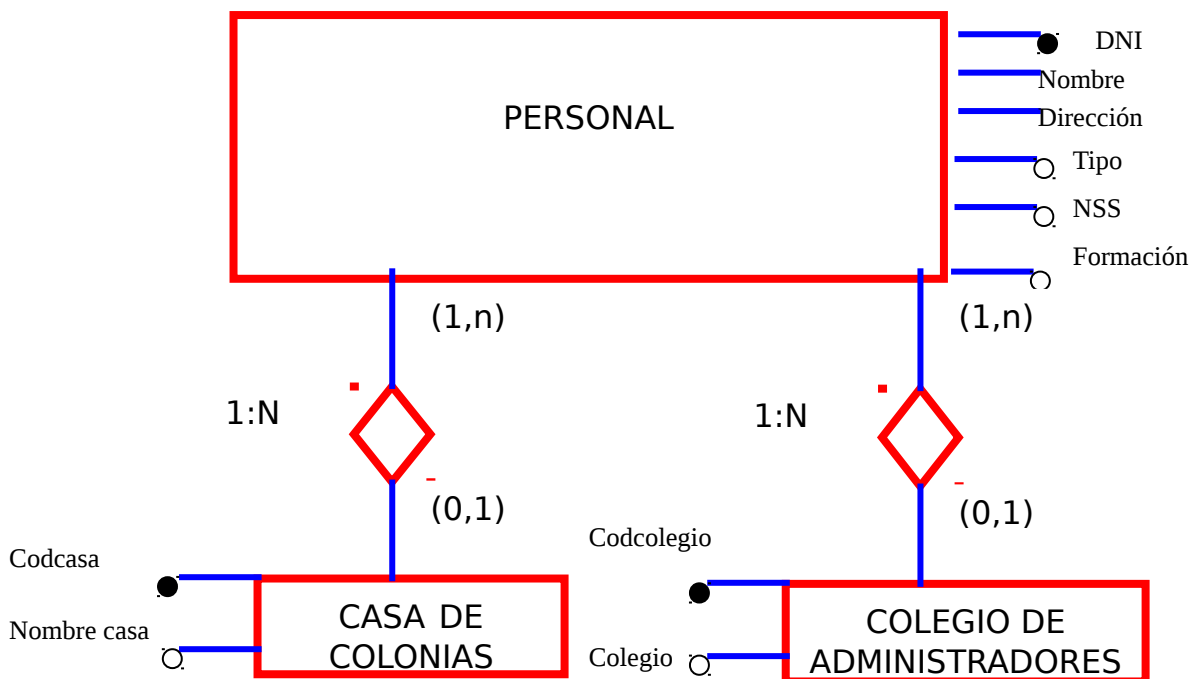 DNI
Nombre
PERSONAL
Dirección
Tipo
NSS
Formación
(1,n)
(1,n)
1:N
1:N
(0,1)
(0,1)
Codcolegio
Codcasa
CASA DE
COLONIAS
COLEGIO DE
ADMINISTRADORES
Nombre casa
Colegio